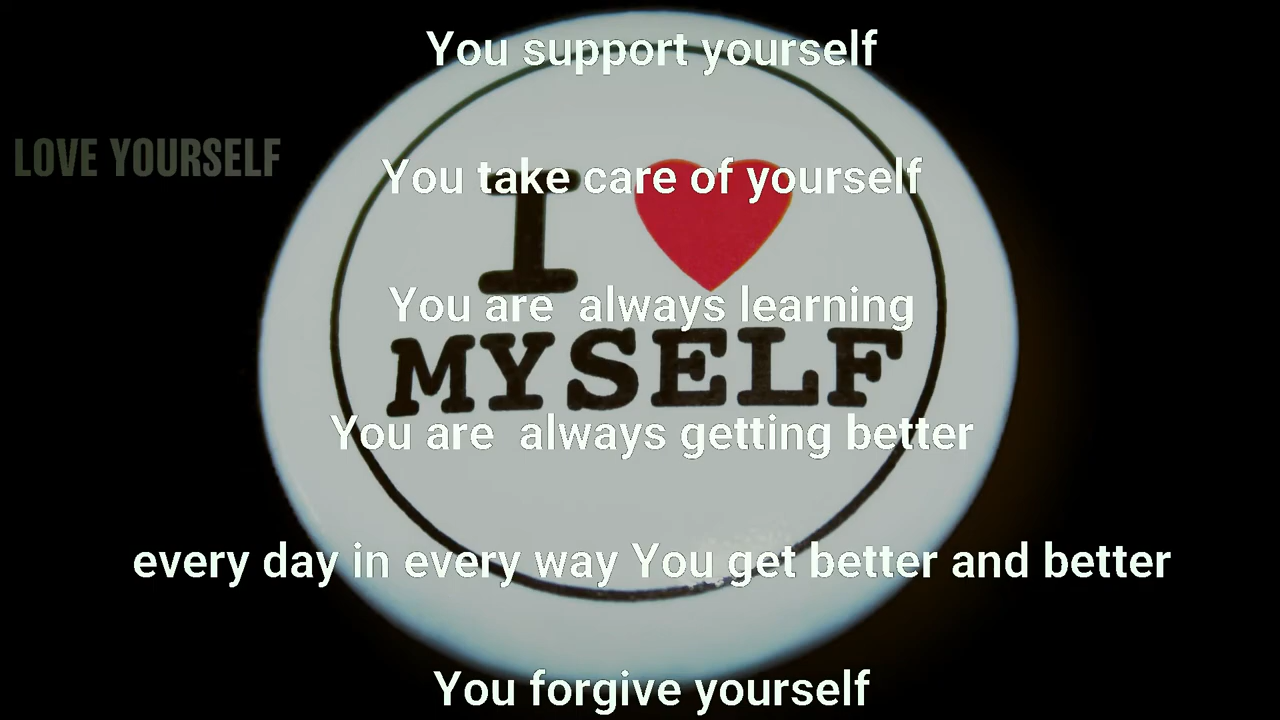 You support yourself
LOVE YOURSELF
You take care of yourself
I
You are  always learning
MYSELF
You are  always getting better
every day in every way You get better and better
You forgive yourself